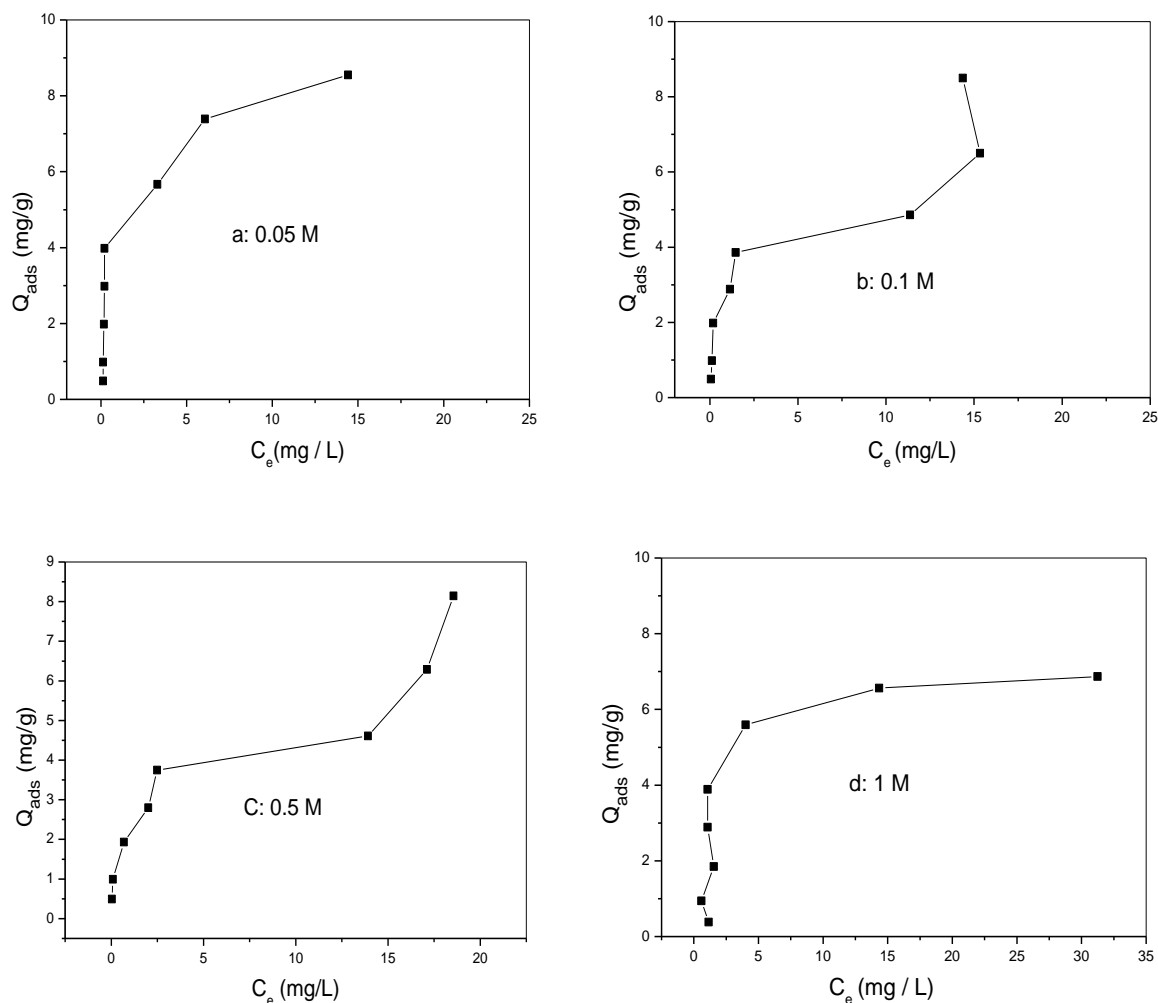 10
8
6
4
2
0
Q_ads (mg/g)
a: 0.05 M
0 5 10 15 20 25
C_e(mg / L)
10
8
6
4
2
0
Q_ads (mg/g)
b: 0.1 M
0 5 10 15 20 25
C_e (mg/L)
9
8
7
6
5
4
3
2
1
0
Q_ads (mg/g)
C: 0.5 M
0 5 10 15 20
C_e (mg/L)
10
8
6
4
2
0
Q_ads (mg/g)
d: 1 M
0 5 10 15 20 25 30 35
C_e (mg / L)